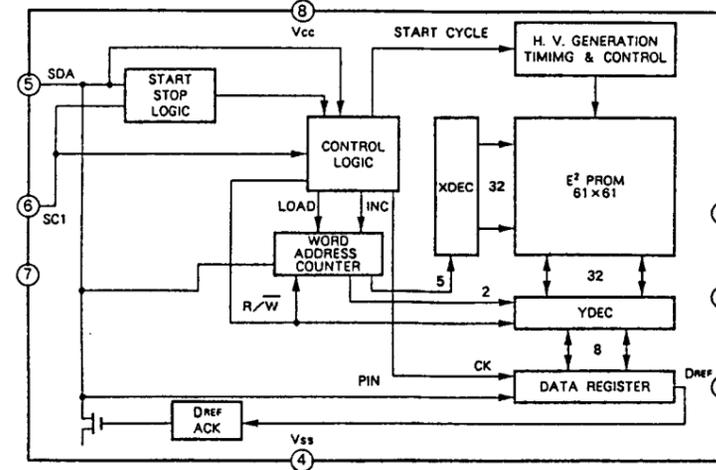 8
Vcc
START CYCLE
H. V. GENERATION
TIMIMG & CONTROL
5
SDA
START
STOP
LOGIC
CONTROL
LOGIC
XDEC
32
E² PROM
61×61
6
SC1
LOAD
INC
WORD
ADDRESS
COUNTER
7
5
2
32
R/W̅
YDEC
8
CK
PIN
DATA REGISTER
DREF
DREF
ACK
Vss
4